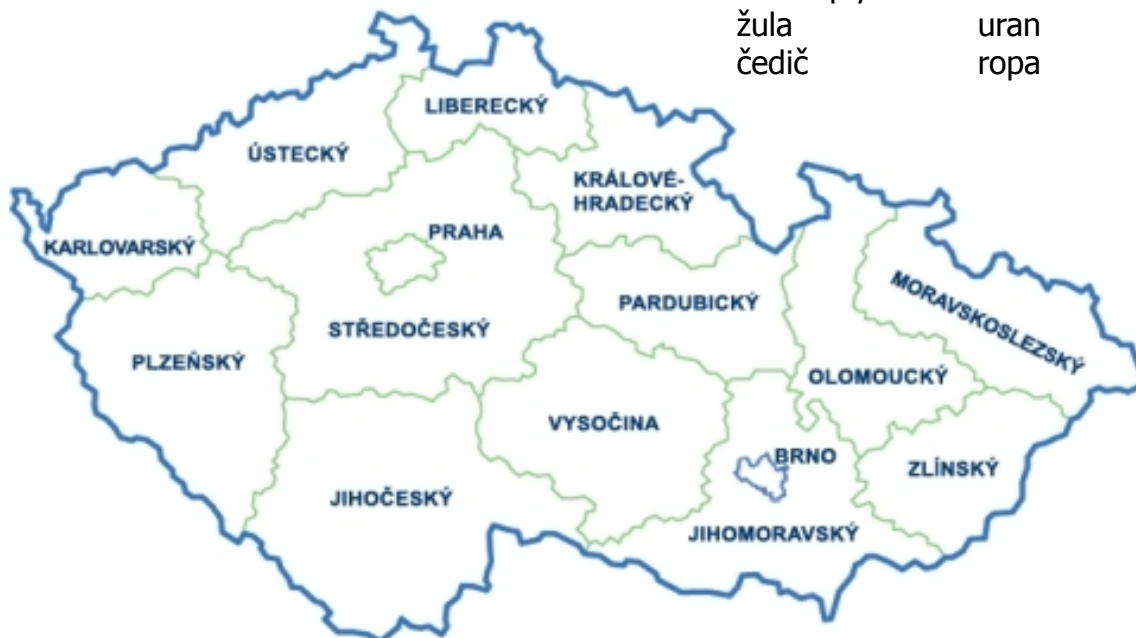 žula uran
čedič ropa
LIBERECKÝ
ÚSTECKÝ
KRÁLOVÉ-
HRADECKÝ
PRAHA
KARLOVARSKÝ
MORAVSKOSLEZSKÝ
PARDUBICKÝ
STŘEDOČESKÝ
PLZEŇSKÝ
OLOMOUCKÝ
VYSOČINA
BRNO
ZLÍNSKÝ
JIHOČESKÝ
JIHOMORAVSKÝ